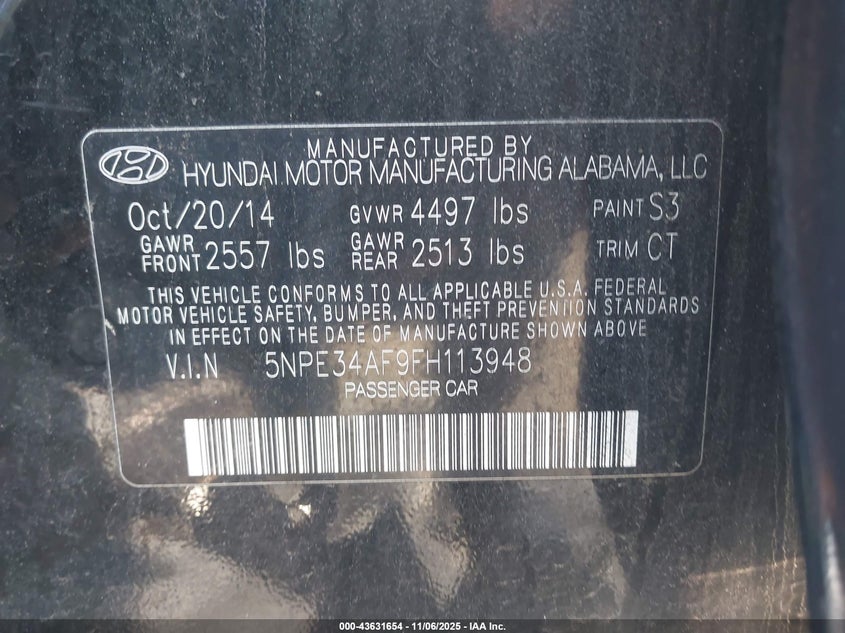 MANUFACTURED BY
HYUNDAI MOTOR MANUFACTURING ALABAMA, LLC
Oct/20/14 GVWR 4497 lbs PAINT S3
GAWR FRONT 2557 lbs GAWR REAR 2513 lbs TRIM CT
THIS VEHICLE CONFORMS TO ALL APPLICABLE U.S.A. FEDERAL
MOTOR VEHICLE SAFETY, BUMPER, AND THEFT PREVENTION STANDARDS
IN EFFECT ON THE DATE OF MANUFACTURE SHOWN ABOVE
V.I.N 5NPE34AF9FH113948
PASSENGER CAR
000-43631654 - 11/06/2025 - IAA Inc.